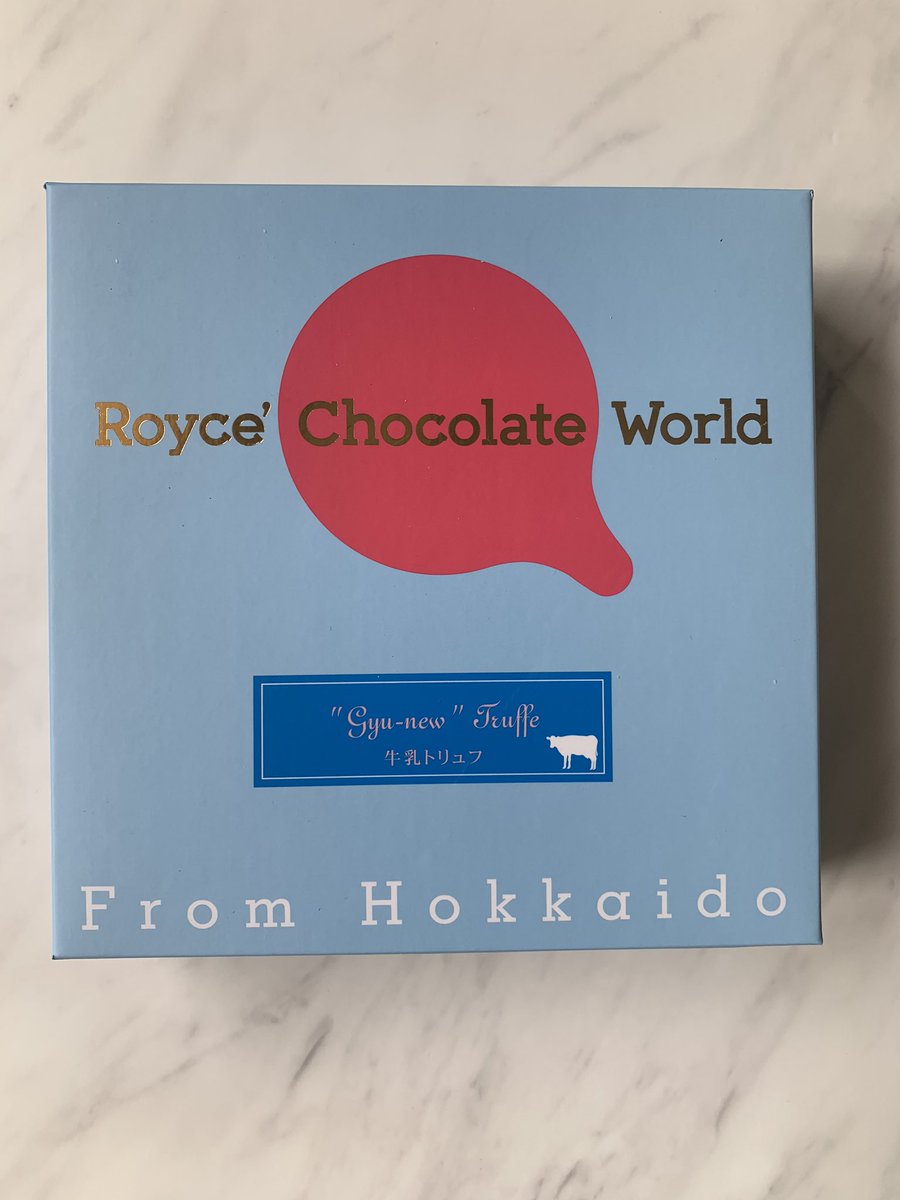 Royce' Chocolate World
"Gyu-new" Truffe
牛乳トリュフ
From Hokkaido